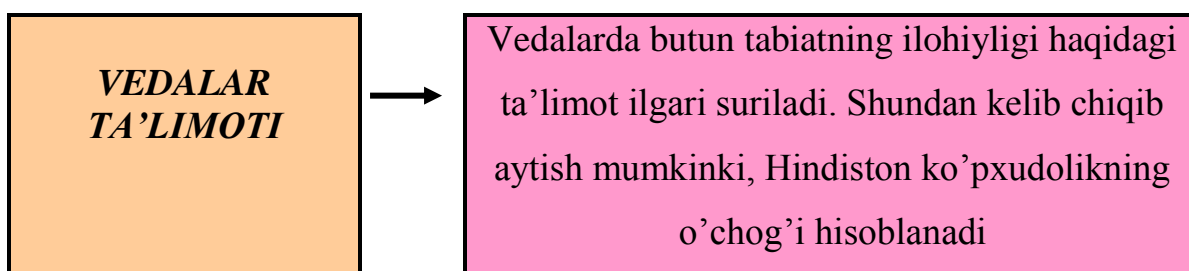 VEDALAR
TA’LIMOTI
Vedalarda butun tabiatning ilohiyligi haqidagi
ta’limot ilgari suriladi. Shundan kelib chiqib
aytish mumkinki, Hindiston ko’pxudolikning
o’chog’i hisoblanadi